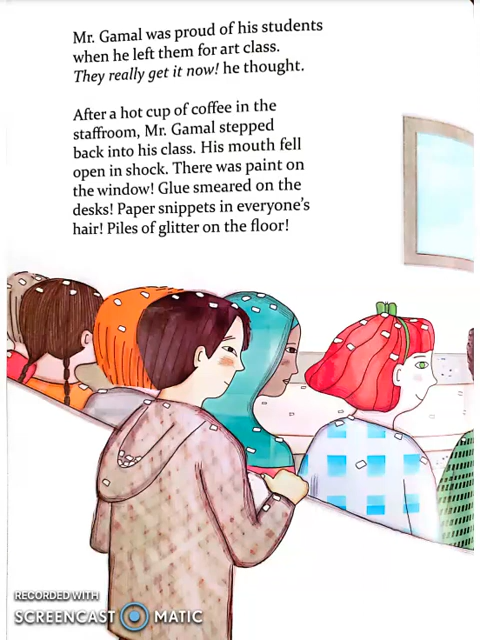 Mr. Gamal was proud of his students
when he left them for art class.
They really get it now! he thought.
After a hot cup of coffee in the
staffroom, Mr. Gamal stepped
back into his class. His mouth fell
open in shock. There was paint on
the window! Glue smeared on the
desks! Paper snippets in everyone's
hair! Piles of glitter on the floor!
RECORDED WITH
SCREENCAST MATIC